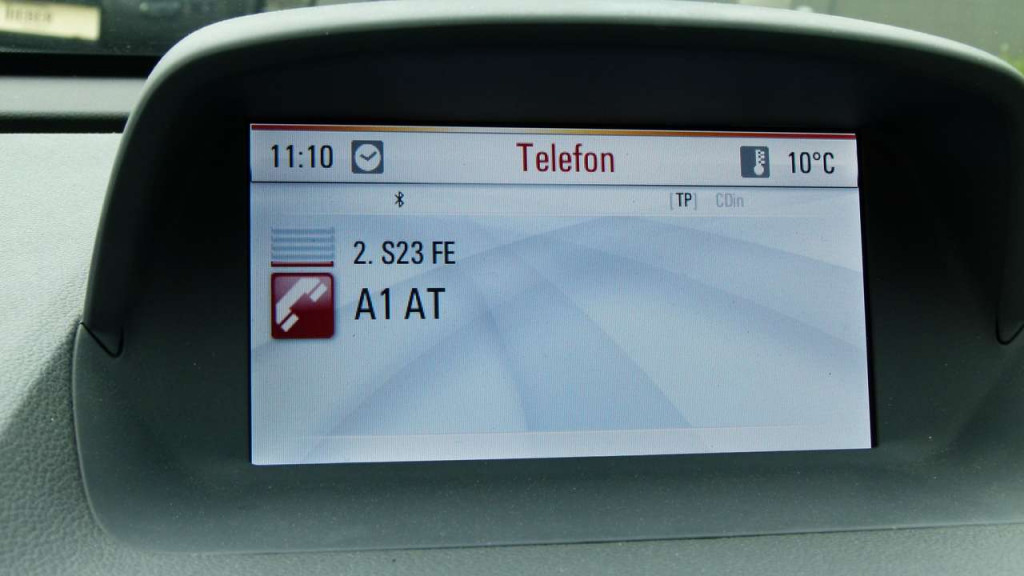 11:10 Telefon 10°C
[TP] CDin
2. S23 FE
A1 AT